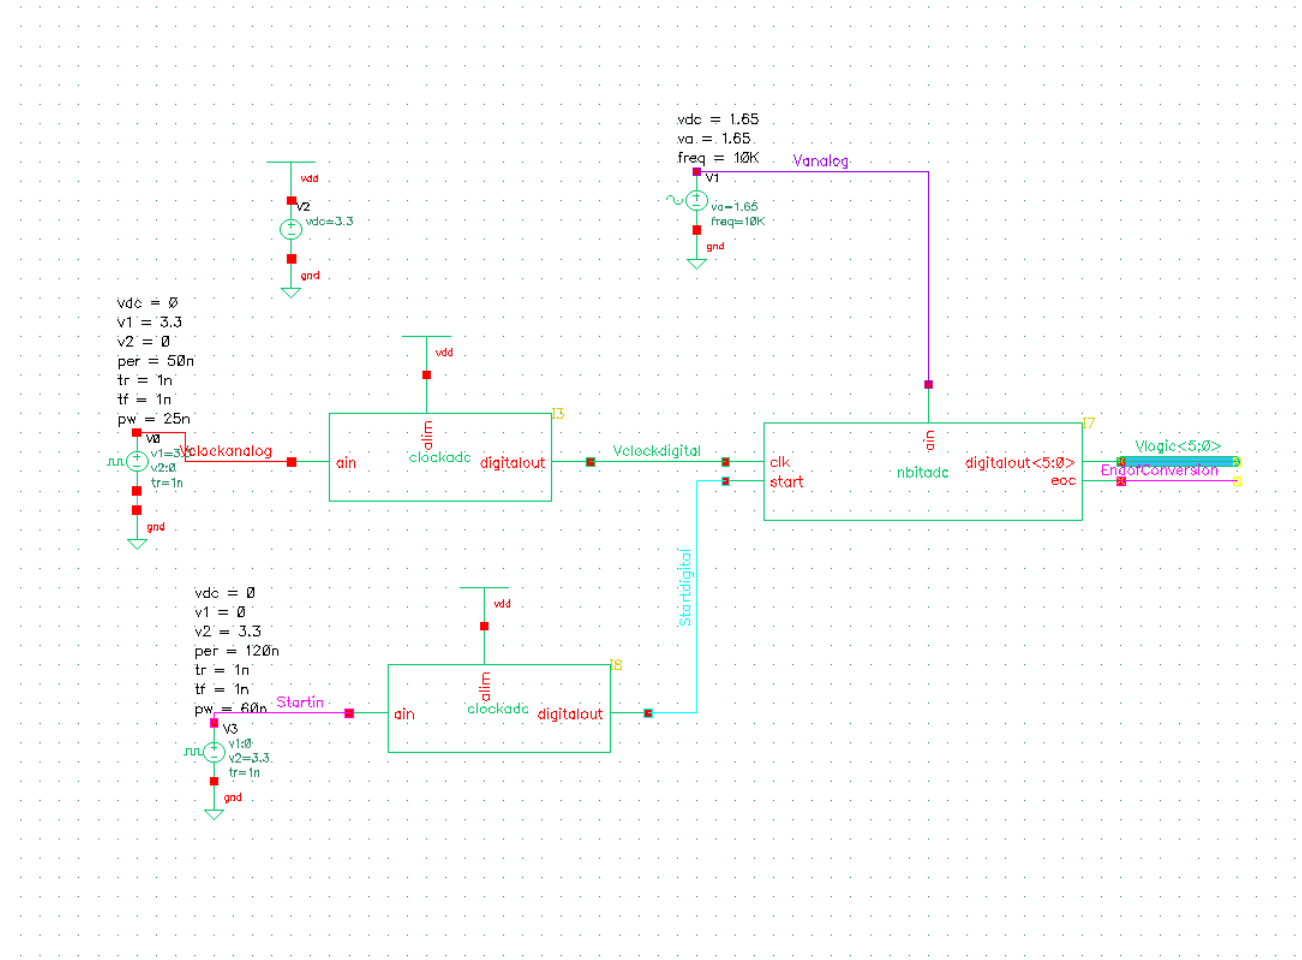 vdc = 1.65
va = 1.65
freq = 10K
Vanalog
V1
va=1.65
freq=10K
gnd
vdd
V2
vdc=3.3
gnd
vdc = 0
v1 = 3.3
v2 = 0
per = 50n
tr = 1n
tf = 1n
pw = 25n
V0
v2:0
tr=1n
gnd
Vclockanalog
vdd
I3
ain
alim
clockadc
digitalout
Vclockdigital
I7
ain
clk
start
nbitadc
digitalout<5:0>
eoc
Vlogic<5:0>
EngofConversion
Startdigital
vdc = 0
v1 = 0
v2 = 3.3
per = 120n
tr = 1n
tf = 1n
pw = 60n
Startin
V3
v1:0
v2=3.3
tr=1n
gnd
vdd
I8
ain
alim
clockadc
digitalout